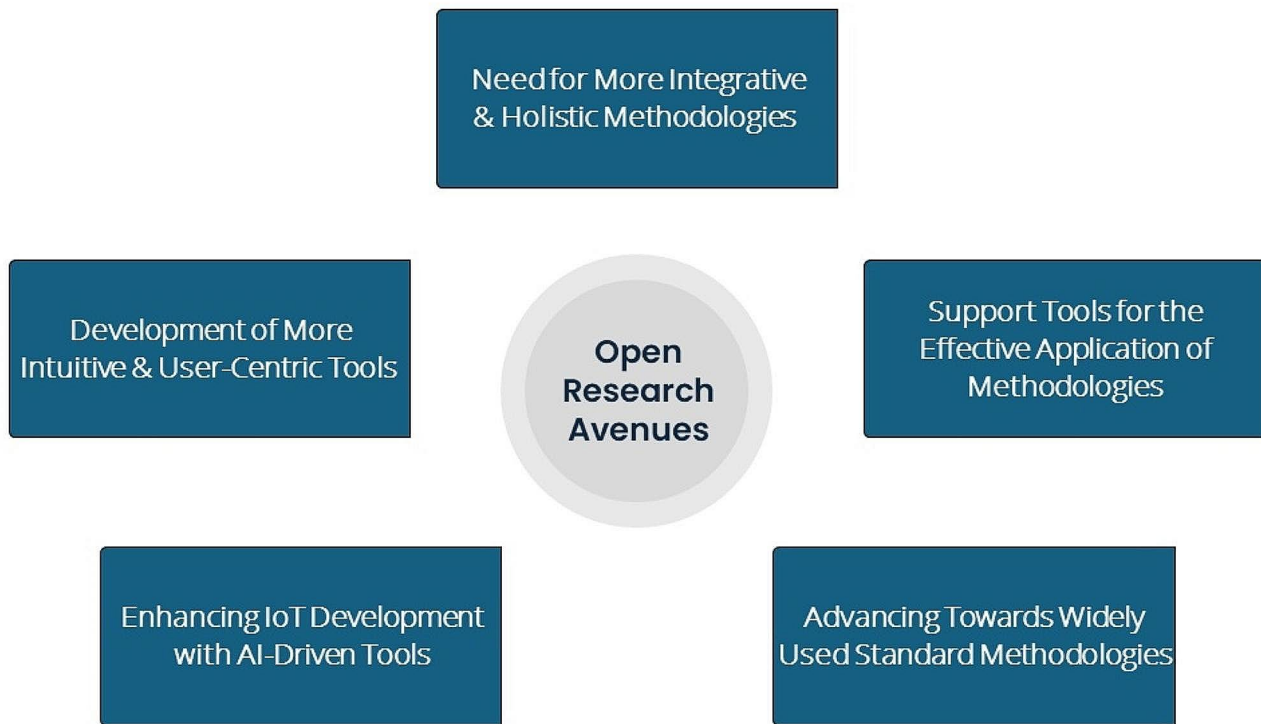 Need for More Integrative
& Holistic Methodologies
Development of More
Intuitive & User-Centric Tools
Open
Research
Avenues
Support Tools for the
Effective Application of
Methodologies
Enhancing IoT Development
with AI-Driven Tools
Advancing Towards Widely
Used Standard Methodologies